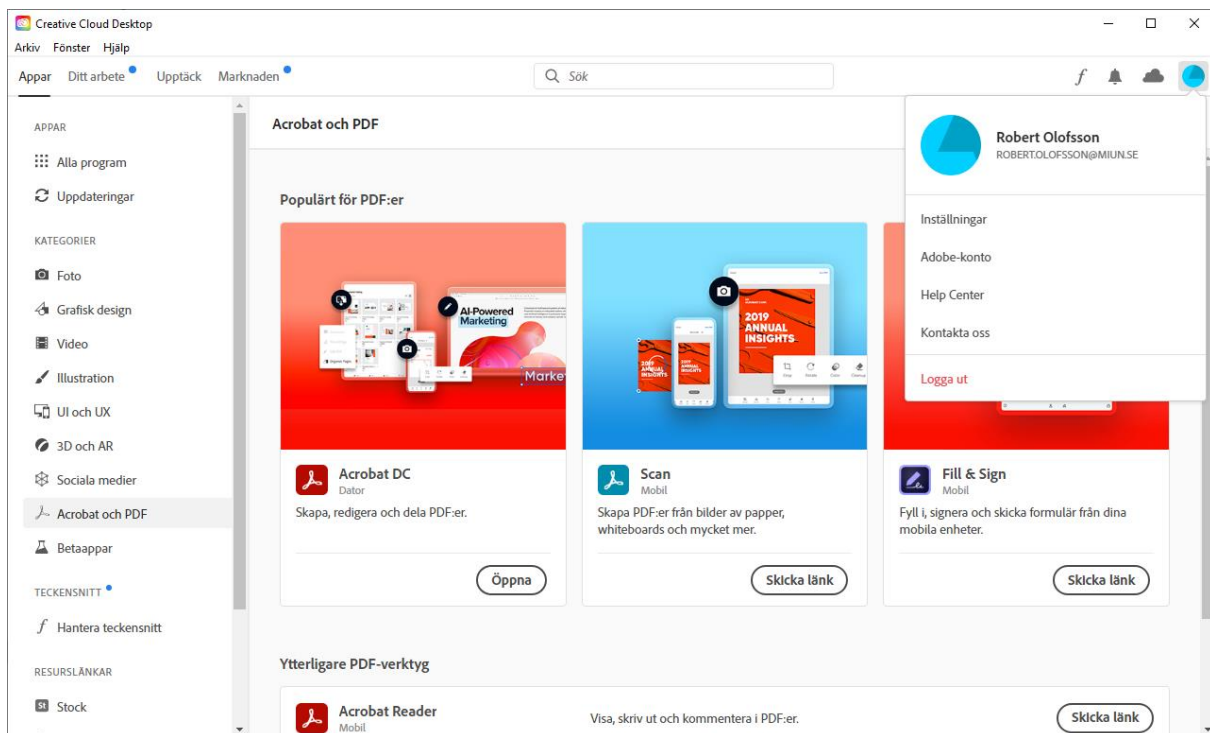 Creative Cloud Desktop
Arkiv Fönster Hjälp
Appar Ditt arbete Upptäck Marknaden Sök
APPAR
Alla program
Uppdateringar
KATEGORIER
Foto
Grafisk design
Video
Illustration
UI och UX
3D och AR
Sociala medier
Acrobat och PDF
Betaappar
TECKENSNITT
Hantera teckensnitt
RESURSLÄNKAR
St Stock
Acrobat och PDF
Populärt för PDF:er
AI-Powered
Marketing
Marke
2019
ANNUAL
INSIGHTS
2019
ANNUAL
INSIGHTS
Acrobat DC
Dator
Skapa, redigera och dela PDF:er.
Öppna
Scan
Mobil
Skapa PDF:er från bilder av papper,
whiteboards och mycket mer.
Skicka länk
Fill & Sign
Mobil
Fyll i, signera och skicka formulär från dina
mobila enheter.
Skicka länk
Ytterligare PDF-verktyg
Acrobat Reader
Mobil
Visa, skriv ut och kommentera i PDF:er.
Skicka länk
Robert Olofsson
ROBERT.OLOFSSON@MIUN.SE
Inställningar
Adobe-konto
Help Center
Kontakta oss
Logga ut